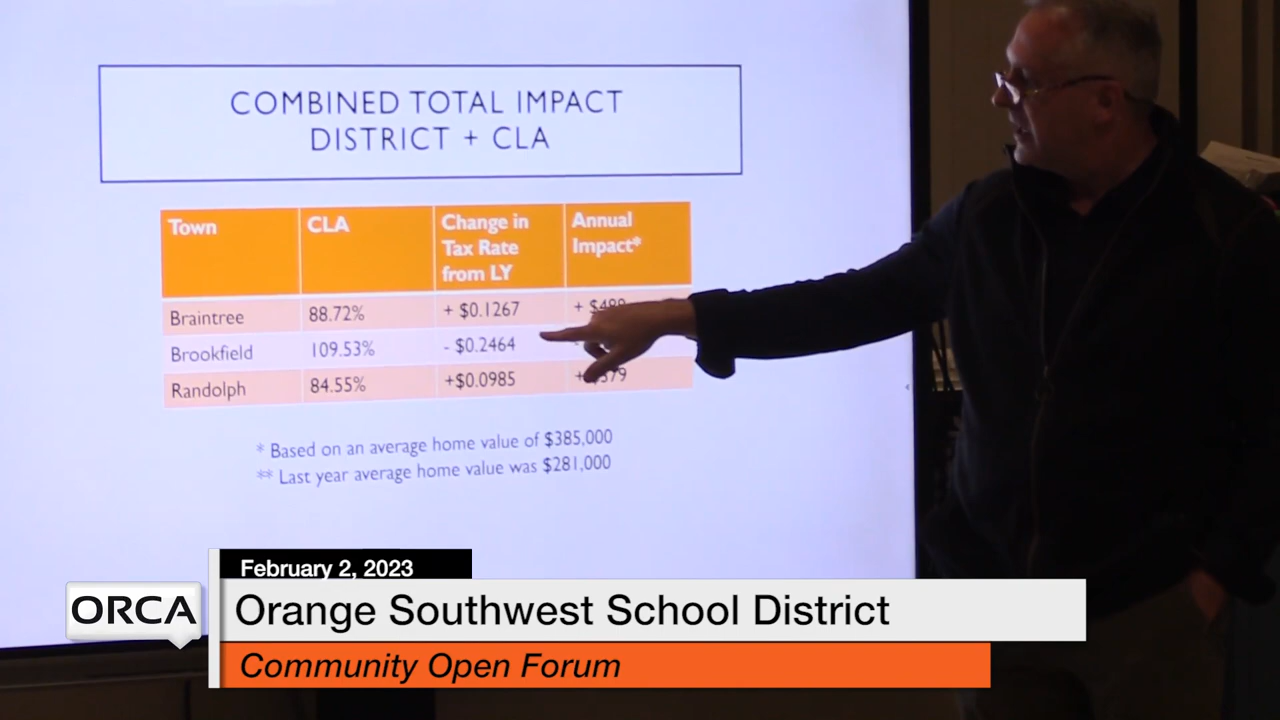 COMBINED TOTAL IMPACT
DISTRICT + CLA
Town CLA Change in Tax Rate from LY Annual Impact*
Braintree 88.72% + $0.1267 +
Brookfield 109.53% - $0.2464
Randolph 84.55% +$0.0985 +
* Based on an average home value of $385,000
** Last year average home value was $281,000
February 2, 2023
ORCA
Orange Southwest School District
Community Open Forum